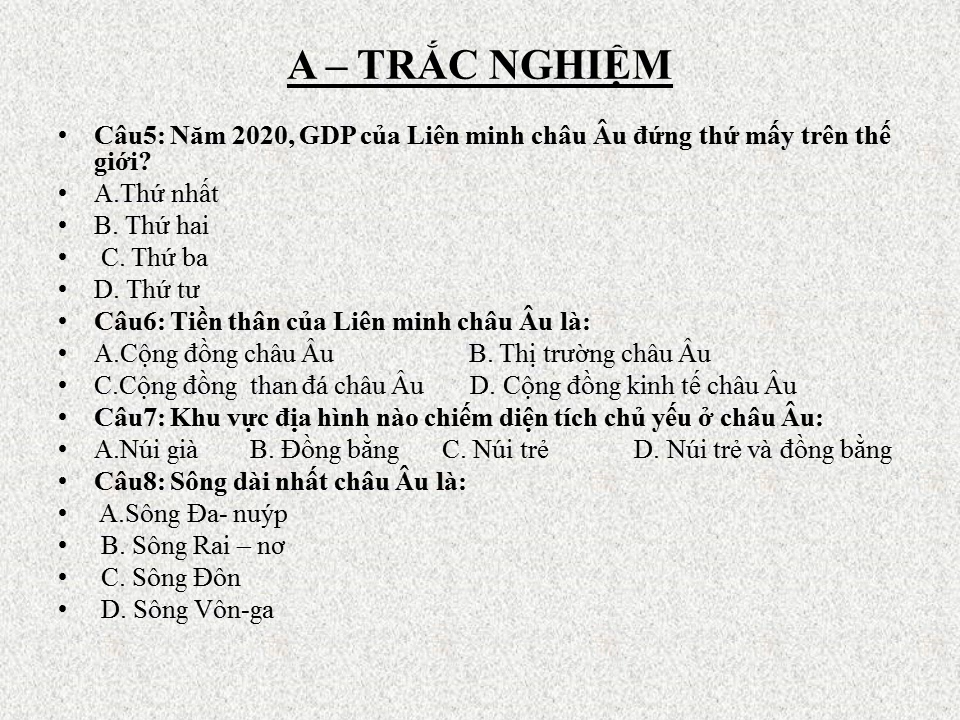 A – TRẮC NGHIỆM
• Câu5: Năm 2020, GDP của Liên minh châu Âu đứng thứ mấy trên thế
giới?
• A.Thứ nhất
• B. Thứ hai
• C. Thứ ba
• D. Thứ tư
• Câu6: Tiền thân của Liên minh châu Âu là:
• A.Cộng đồng châu Âu B. Thị trường châu Âu
• C.Cộng đồng than đá châu Âu D. Cộng đồng kinh tế châu Âu
• Câu7: Khu vực địa hình nào chiếm diện tích chủ yếu ở châu Âu:
• A.Núi già B. Đồng bằng C. Núi trẻ D. Núi trẻ và đồng bằng
• Câu8: Sông dài nhất châu Âu là:
• A.Sông Đa- nuýp
• B. Sông Rai – nơ
• C. Sông Đôn
• D. Sông Vôn-ga